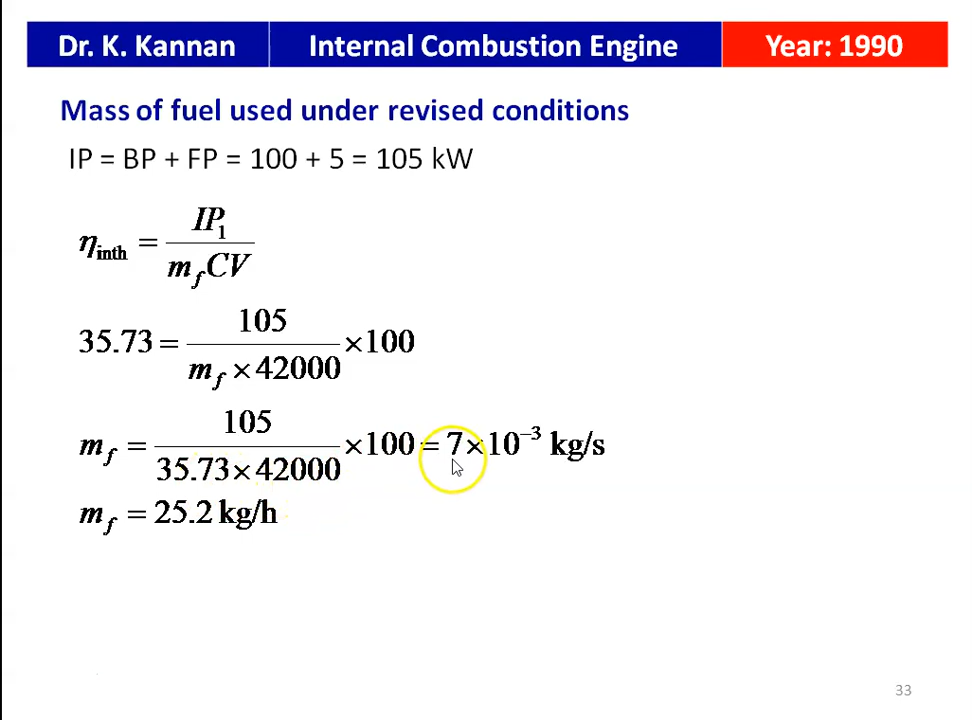 Dr. K. Kannan Internal Combustion Engine Year: 1990
Mass of fuel used under revised conditions
IP = BP + FP = 100 + 5 = 105 kW
η_inth = IP₁ / m_f CV
35.73 = 105 / (m_f × 42000) × 100
m_f = 105 / (35.73 × 42000) × 100 = 7 × 10⁻³ kg/s
m_f = 25.2 kg/h
33